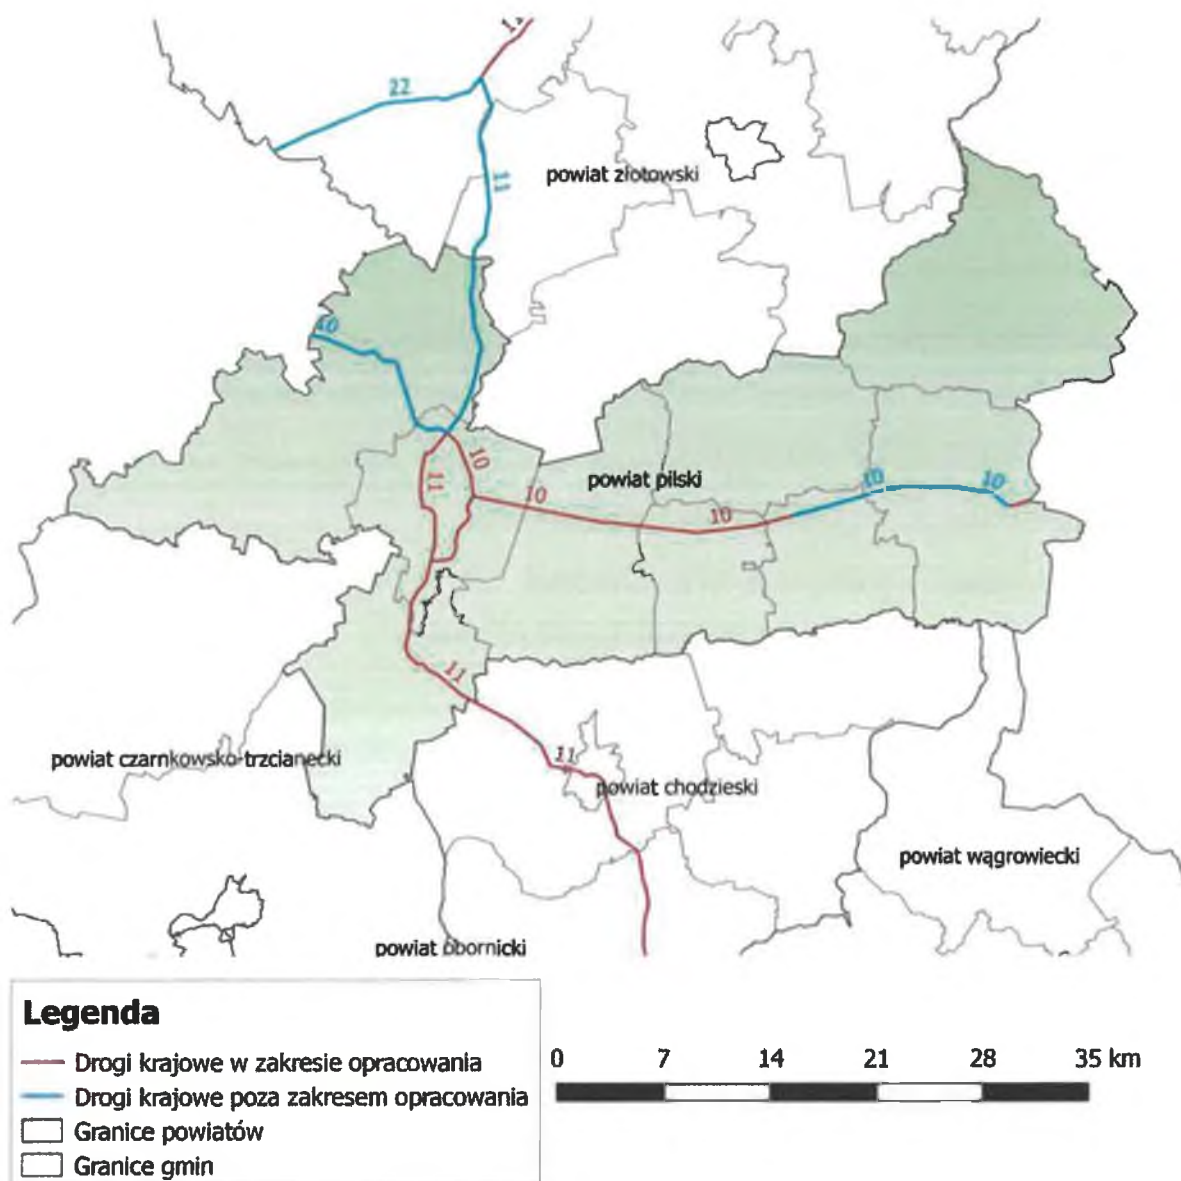 11
22
11
powiat złotowski
10
10
11
powiat pilski
10
10
10
10
11
powiat czarnkowsko-trzcianecki
11
powiat chodzieski
powiat wągrowiecki
powiat obornicki
Legenda
Drogi krajowe w zakresie opracowania
Drogi krajowe poza zakresem opracowania
Granice powiatów
Granice gmin
0 7 14 21 28 35 km